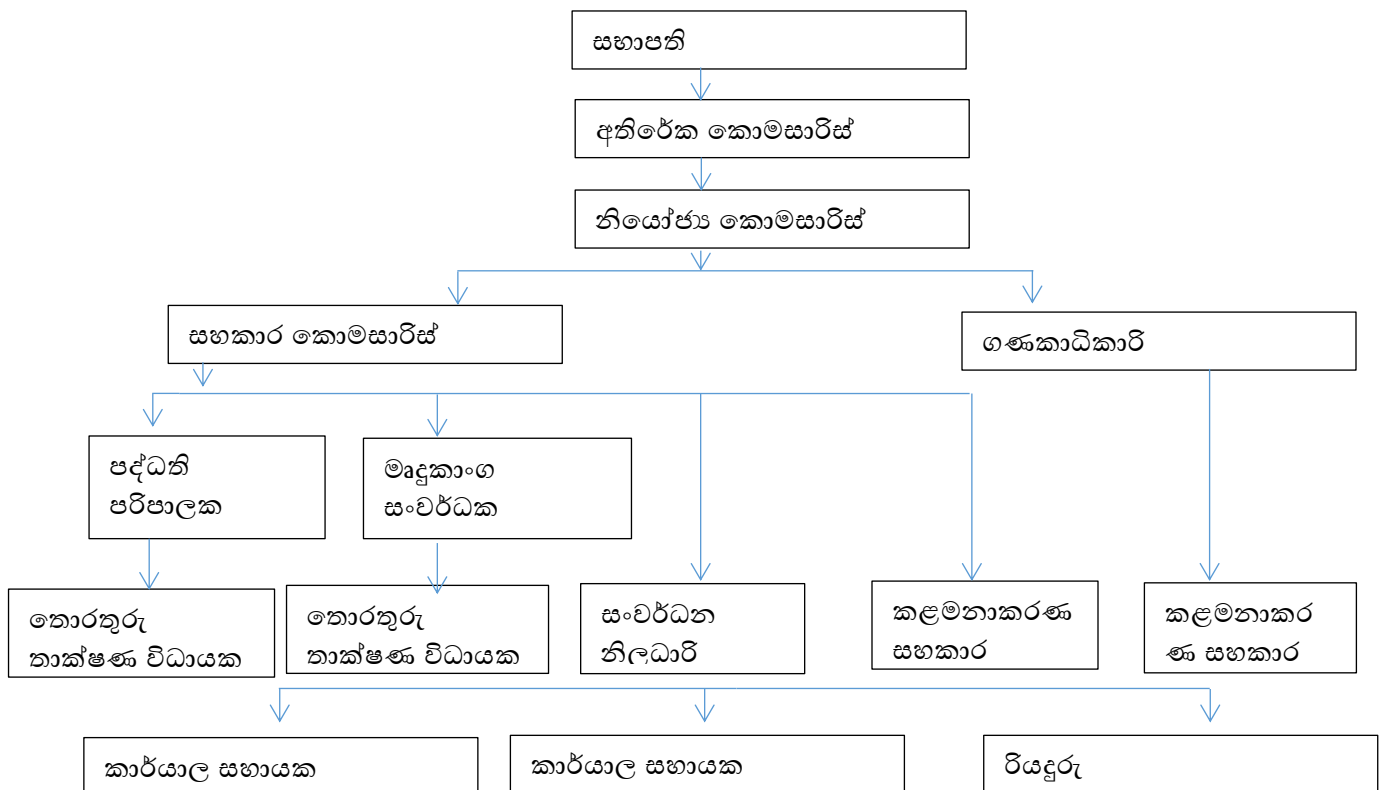 සභාපති
අතිරේක කොමසාරිස්
නියෝජ්‍ය කොමසාරිස්
සහකාර කොමසාරිස්
ගණකාධිකාරි
පද්ධති
පරිපාලක
මෘදුකාංග
සංවර්ධක
තොරතුරු
තාක්ෂණ විධායක
තොරතුරු
තාක්ෂණ විධායක
සංවර්ධන
නිලධාරි
කළමනාකරණ
සහකාර
කළමනාකර
ණ සහකාර
කාර්යාල සහායක
කාර්යාල සහායක
රියදුරු